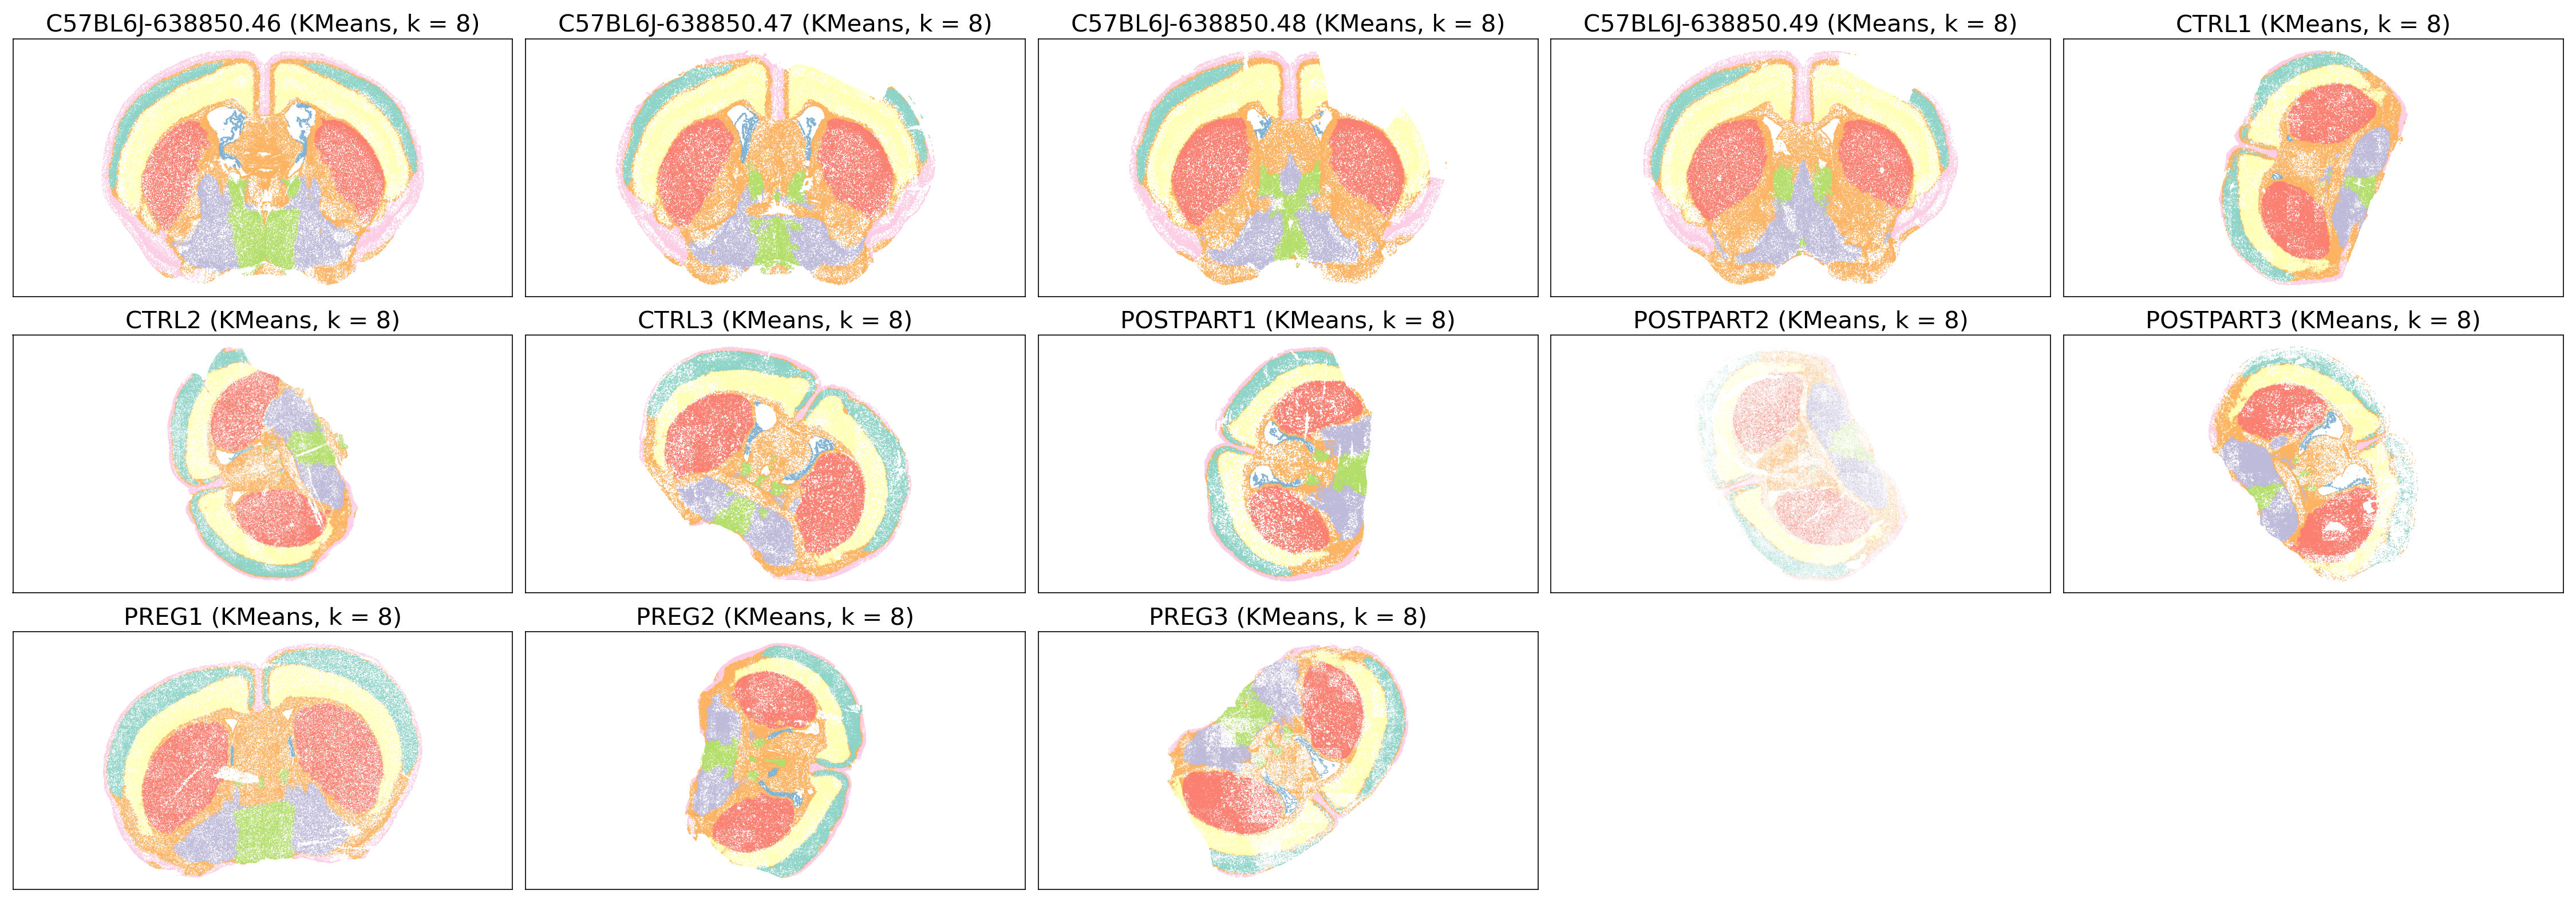 C57BL6J-638850.46 (KMeans, k = 8)
C57BL6J-638850.47 (KMeans, k = 8)
C57BL6J-638850.48 (KMeans, k = 8)
C57BL6J-638850.49 (KMeans, k = 8)
CTRL1 (KMeans, k = 8)
CTRL2 (KMeans, k = 8)
CTRL3 (KMeans, k = 8)
POSTPART1 (KMeans, k = 8)
POSTPART2 (KMeans, k = 8)
POSTPART3 (KMeans, k = 8)
PREG1 (KMeans, k = 8)
PREG2 (KMeans, k = 8)
PREG3 (KMeans, k = 8)